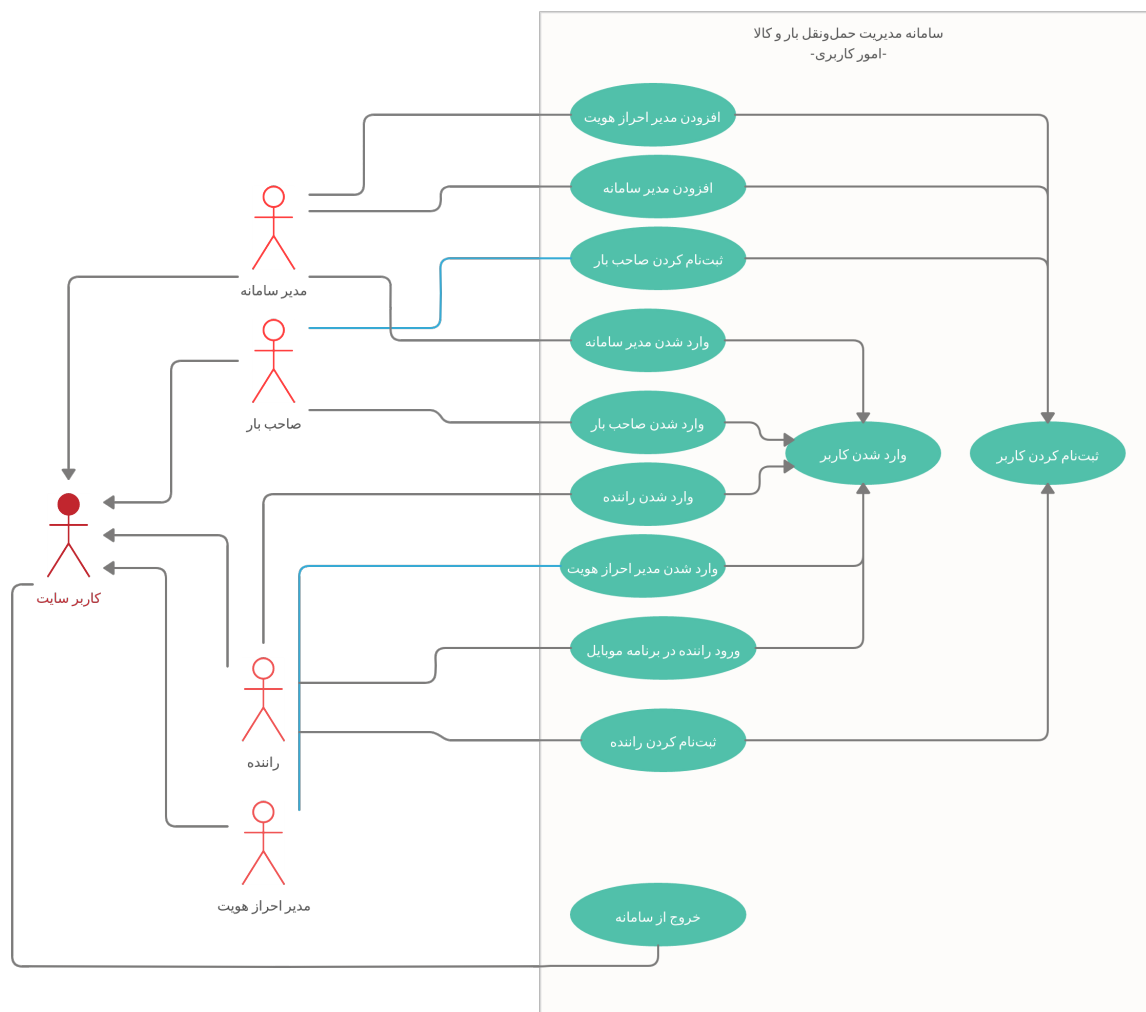 سامانه مدیریت حمل‌ونقل بار و کالا
-امور کاربری-
افزودن مدیر احراز هویت
افزودن مدیر سامانه
ثبت‌نام کردن صاحب بار
مدیر سامانه
وارد شدن مدیر سامانه
صاحب بار
وارد شدن صاحب بار
ثبت‌نام کردن کاربر
وارد شدن کاربر
وارد شدن راننده
وارد شدن مدیر احراز هویت
کاربر سایت
ورود راننده در برنامه موبایل
ثبت‌نام کردن راننده
راننده
مدیر احراز هویت
خروج از سامانه